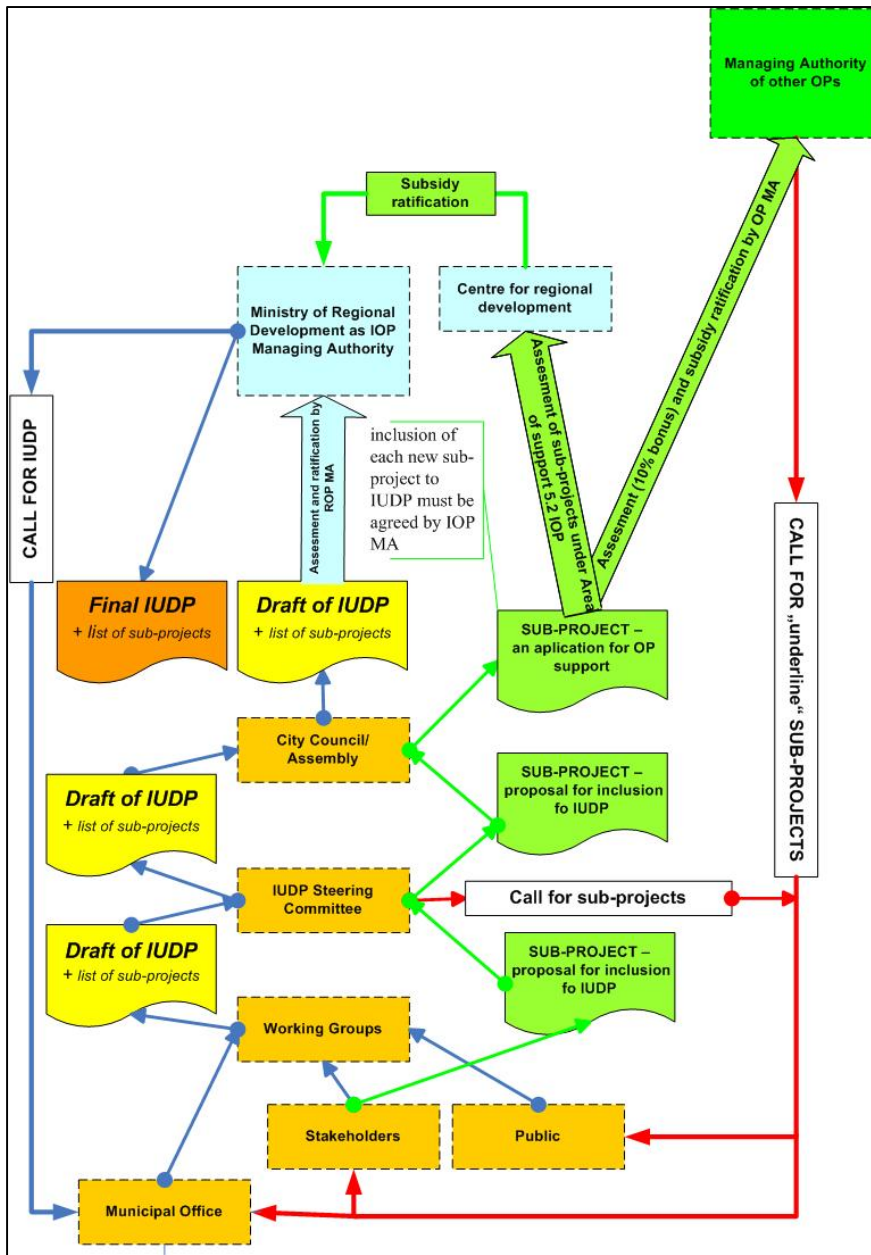 Managing Authority
of other OPs
Subsidy
ratification
Ministry of Regional
Development as IOP
Managing Authority
Centre for regional
development
Assesment (10% bonus) and subsidy ratification by OP MA
Assesment of sub-projects under Area
of support 5.2 IOP
Assesment and ratification by
ROP MA
inclusion of
each new sub-
project to
IUDP must be
agreed by IOP
MA
CALL FOR IUDP
CALL FOR „underline“ SUB-PROJECTS
Final IUDP
+ list of sub-projects
Draft of IUDP
+ list of sub-projects
SUB-PROJECT –
an aplication for OP
support
City Council/
Assembly
Draft of IUDP
+ list of sub-projects
SUB-PROJECT –
proposal for inclusion
fo IUDP
IUDP Steering
Committee
Call for sub-projects
Draft of IUDP
+ list of sub-projects
SUB-PROJECT –
proposal for inclusion
fo IUDP
Working Groups
Stakeholders
Public
Municipal Office